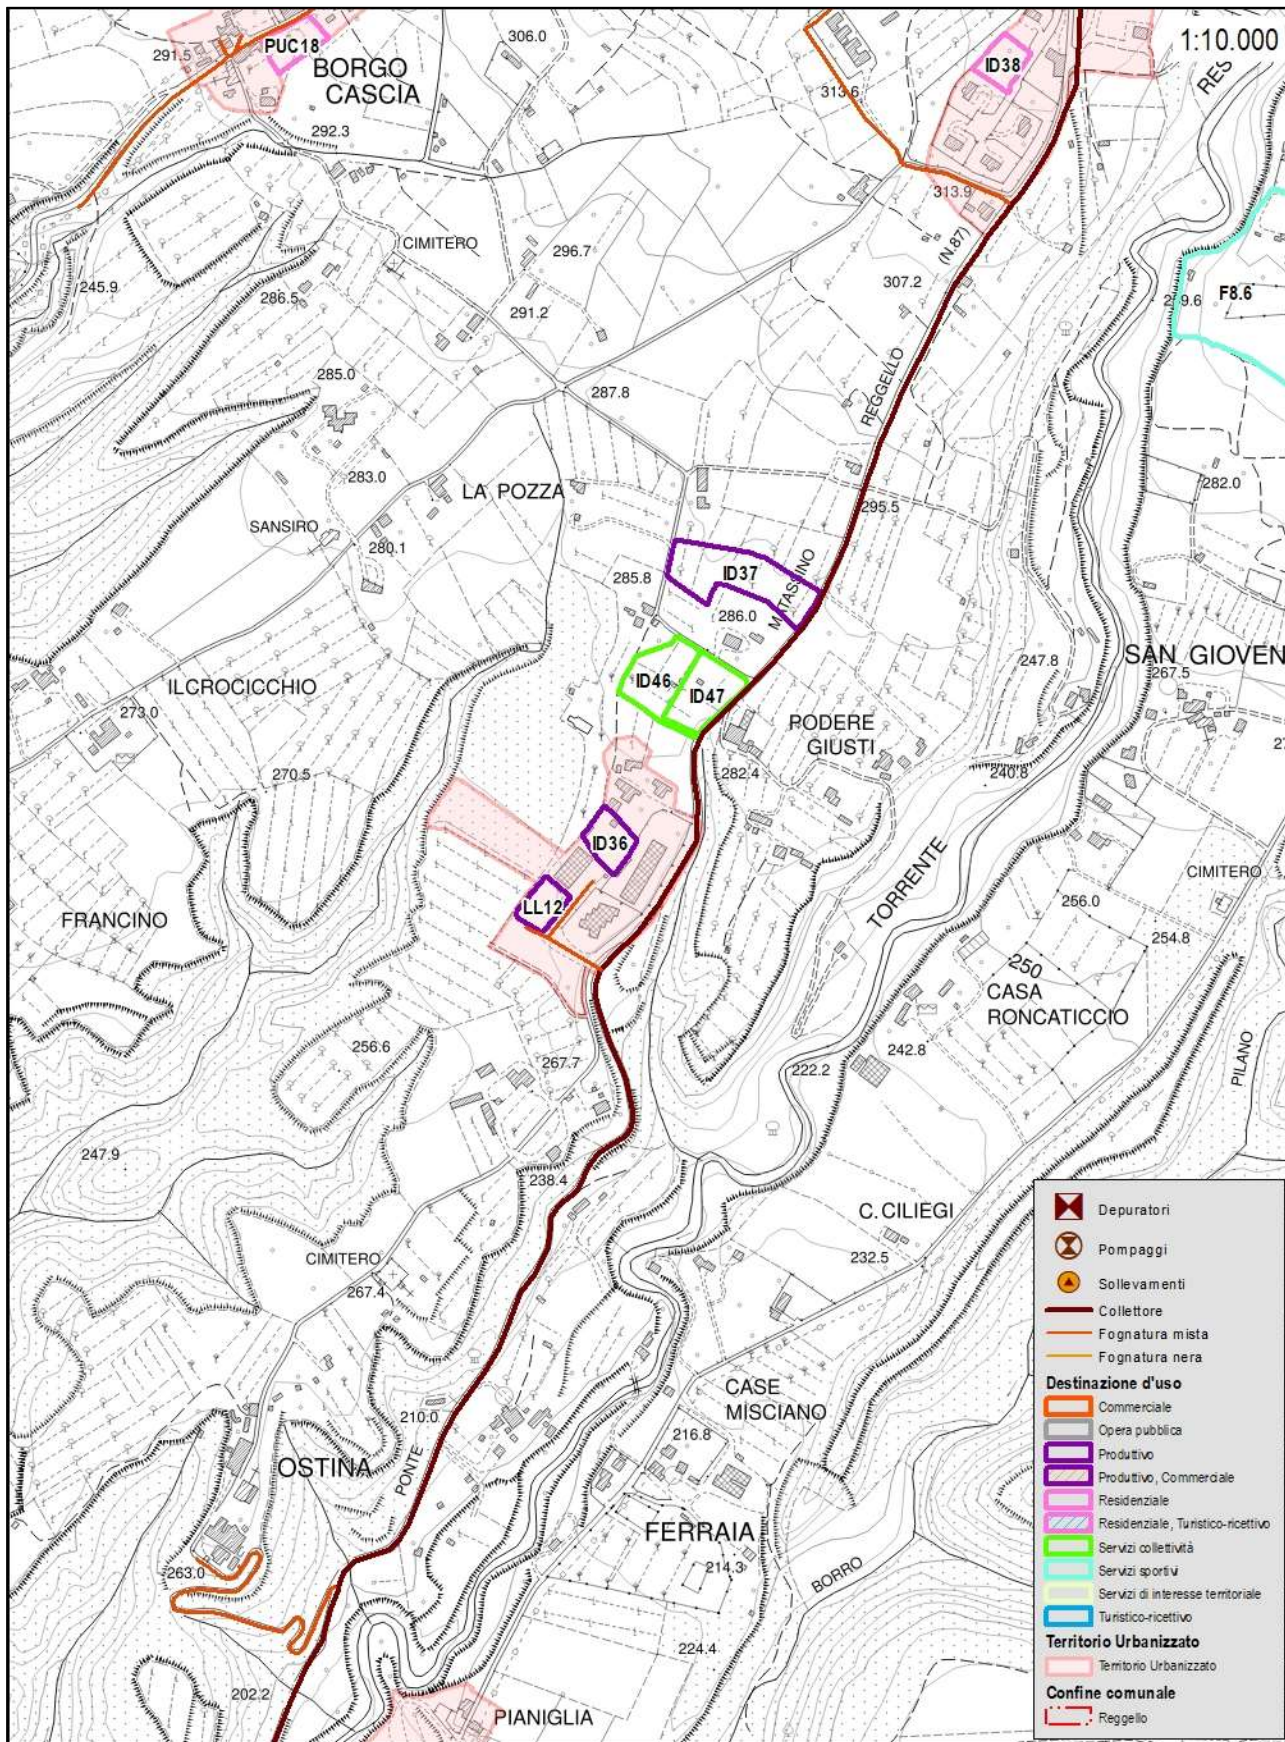 1:10.000
306.0
PUC18
291.5
BORGO
CASCIA
ID38
RES
313.6
292.3
313.9
CIMITERO
296.7
(N.87)
307.2
245.9
286.5
291.2
279.6
F8.6
285.0
287.8
REGGELLO
283.0
LA POZZA
282.0
SANSIRO
295.5
280.1
285.8
ID37
MATASSINO
286.0
ILCROCICCHIO
273.0
ID46
ID47
247.8
SAN GIOVEN
267.5
PODERE
GIUSTI
270.5
282.4
240.8
27
ID36
TORRENTE
CIMITERO
LL12
FRANCINO
256.0
254.8
250
CASA
RONCATICCIO
256.6
267.7
242.8
222.2
PILANO
247.9
238.4
C.CILIEGI
CIMITERO
232.5
267.4
CASE
MISCIANO
210.0
216.8
OSTINA
PONTE
FERRAIA
263.0
214.3
BORRO
224.4
202.2
PIANIGLIA
Depuratori
Pompaggi
Sollevamenti
Collettore
Fognatura mista
Fognatura nera
Destinazione d'uso
Commerciale
Opera pubblica
Produttivo
Produttivo, Commerciale
Residenziale
Residenziale, Turistico-ricettivo
Servizi collettività
Servizi sportivi
Servizi di interesse territoriale
Turistico-ricettivo
Territorio Urbanizzato
Territorio Urbanizzato
Confine comunale
Reggello